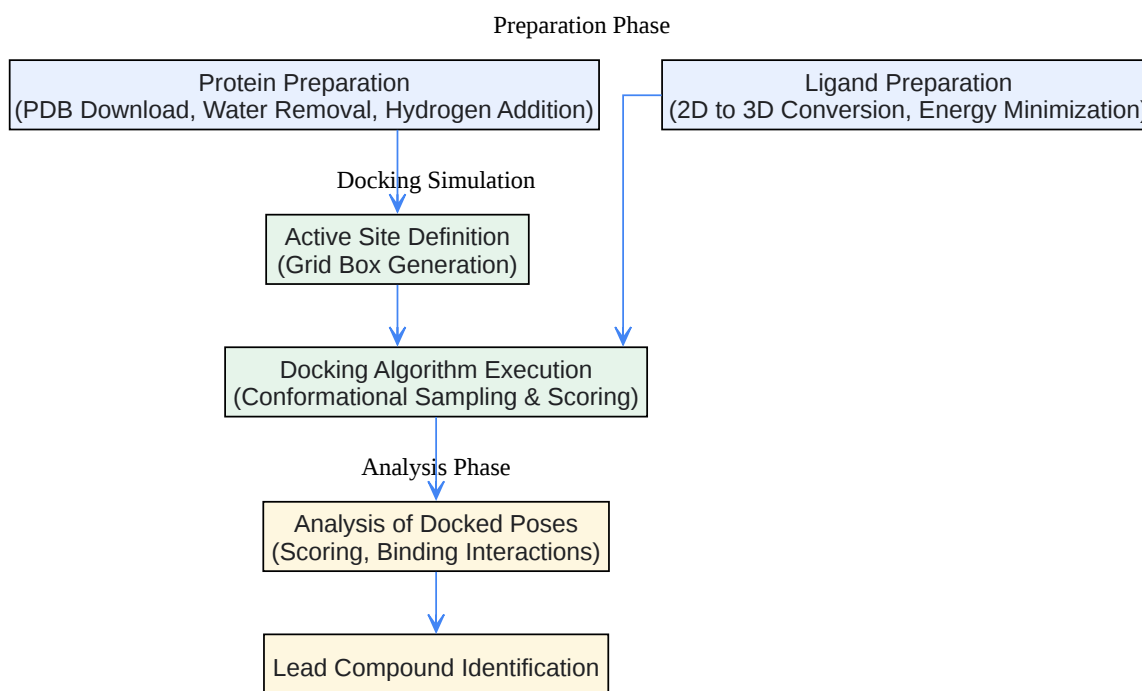 Preparation Phase
Protein Preparation
(PDB Download, Water Removal, Hydrogen Addition)
Ligand Preparation
(2D to 3D Conversion, Energy Minimization)
Docking Simulation
Active Site Definition
(Grid Box Generation)
Docking Algorithm Execution
(Conformational Sampling & Scoring)
Analysis Phase
Analysis of Docked Poses
(Scoring, Binding Interactions)
Lead Compound Identification